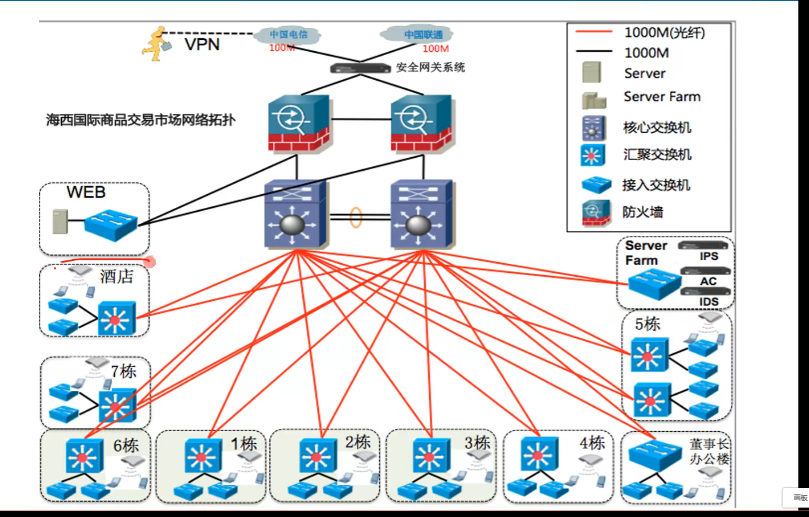 VPN
中国电信
100M
中国联通
100M
安全网关系统
海西国际商品交易市场网络拓扑
1000M(光纤)
1000M
Server
Server Farm
核心交换机
汇聚交换机
接入交换机
防火墙
WEB
酒店
Server
Farm
IPS
AC
IDS
5栋
7栋
6栋
1栋
2栋
3栋
4栋
董事长
办公楼
画板